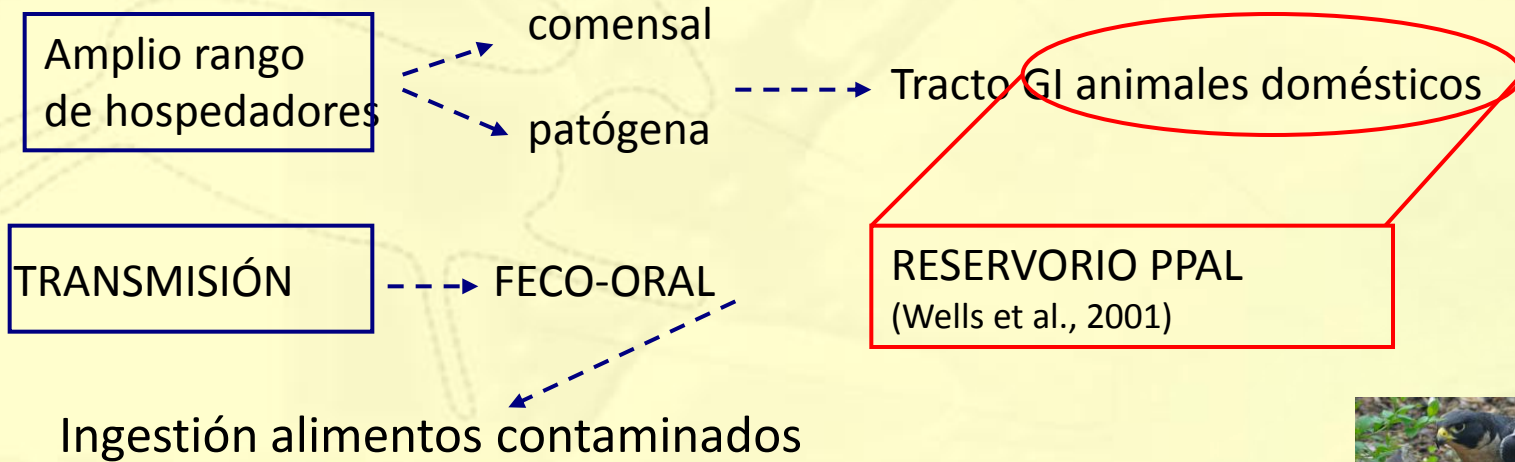 Amplio rango
de hospedadores
comensal
patógena
Tracto GI animales domésticos
TRANSMISIÓN
FECO-ORAL
RESERVORIO PPAL
(Wells et al., 2001)
Ingestión alimentos contaminados